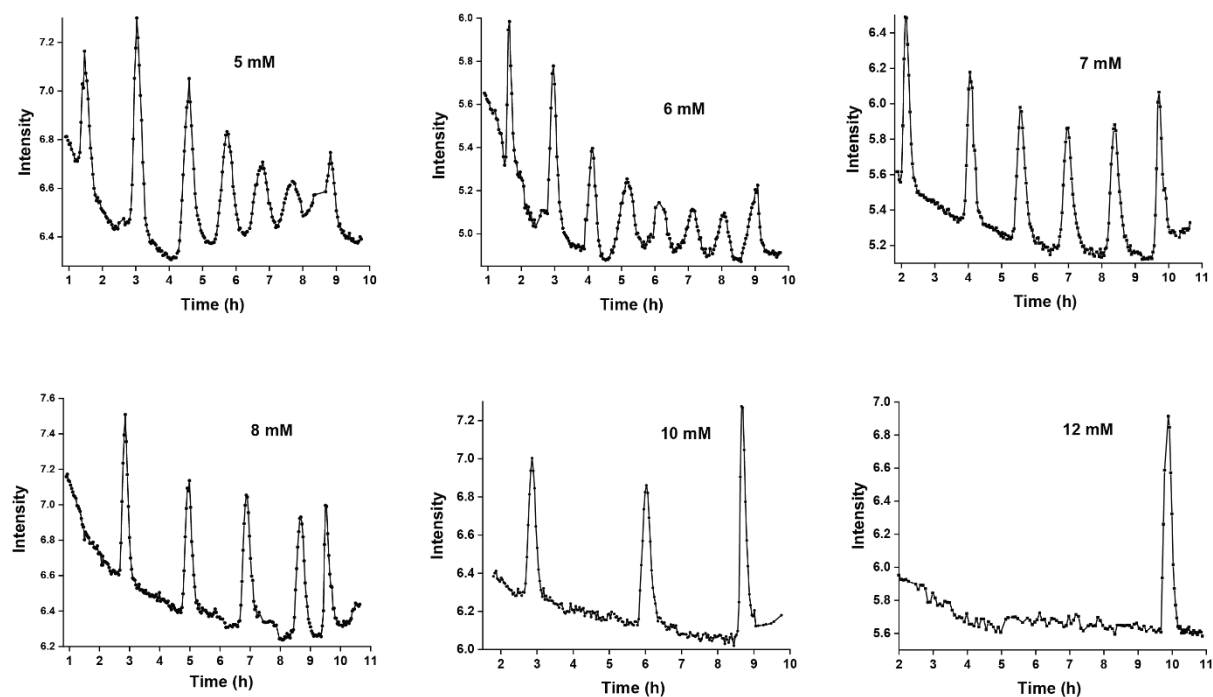 7.2
7.0
6.8
6.6
6.4
Intensity
5 mM
1 2 3 4 5 6 7 8 9 10
Time (h)
6.0
5.8
5.6
5.4
5.2
5.0
Intensity
6 mM
1 2 3 4 5 6 7 8 9 10
Time (h)
6.4
6.2
6.0
5.8
5.6
5.4
5.2
Intensity
7 mM
2 3 4 5 6 7 8 9 10 11
Time (h)
7.6
7.4
7.2
7.0
6.8
6.6
6.4
6.2
Intensity
8 mM
1 2 3 4 5 6 7 8 9 10 11
Time (h)
7.2
7.0
6.8
6.6
6.4
6.2
6.0
Intensity
10 mM
2 3 4 5 6 7 8 9 10
Time (h)
7.0
6.8
6.6
6.4
6.2
6.0
5.8
5.6
Intensity
12 mM
2 3 4 5 6 7 8 9 10 11
Time (h)